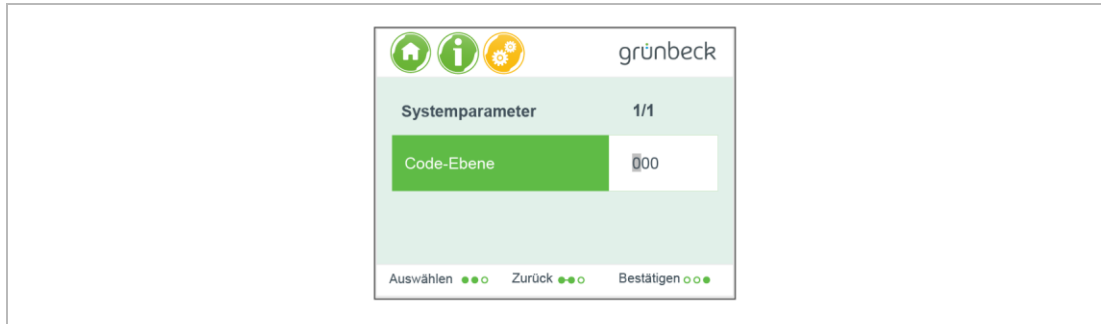 grünbeck
Systemparameter 1/1
Code-Ebene 000
Auswählen Zurück Bestätigen